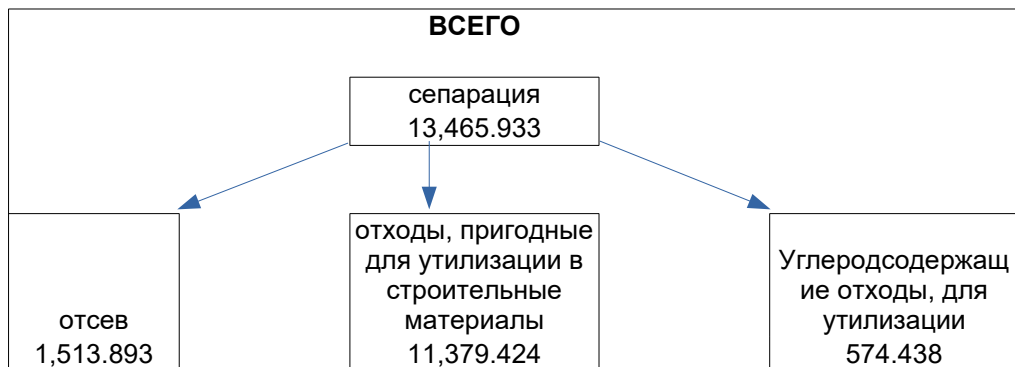 ВСЕГО
сепарация
13,465.933
отсев
1,513.893
отходы, пригодные
для утилизации в
строительные
материалы
11,379.424
Углеродсодержащ
ие отходы, для
утилизации
574.438